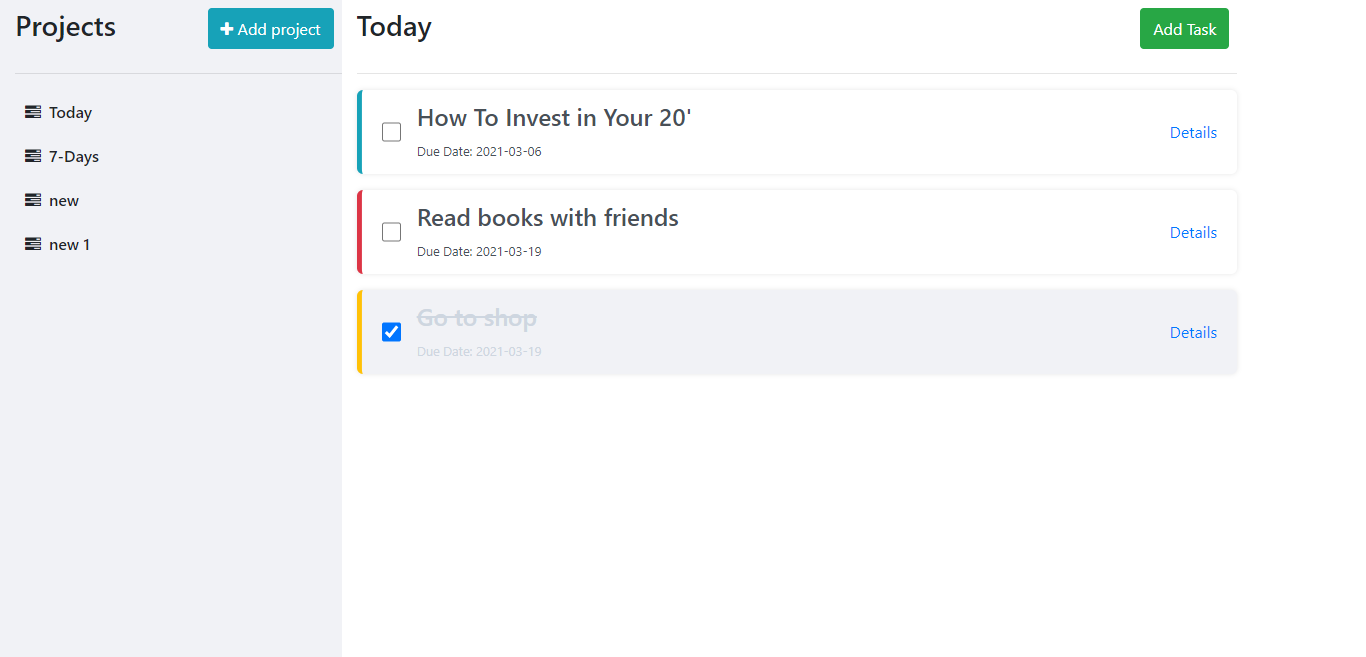 Projects
Add project
Today
7-Days
new
new 1
Today
Add Task
How To Invest in Your 20'
Due Date: 2021-03-06
Details
Read books with friends
Due Date: 2021-03-19
Details
Go to shop
Due Date: 2021-03-19
Details